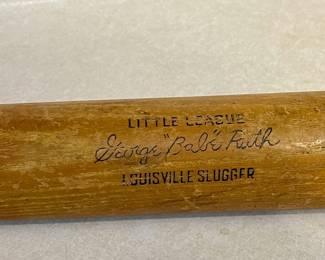 LITTLE LEAGUE
George "Babe" Ruth
LOUISVILLE SLUGGER